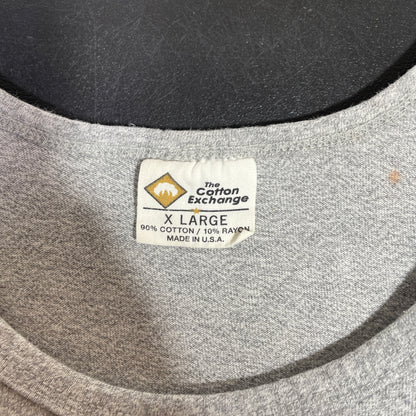 The
Cotton
Exchange
X LARGE
90% COTTON / 10% RAYON
MADE IN U.S.A.